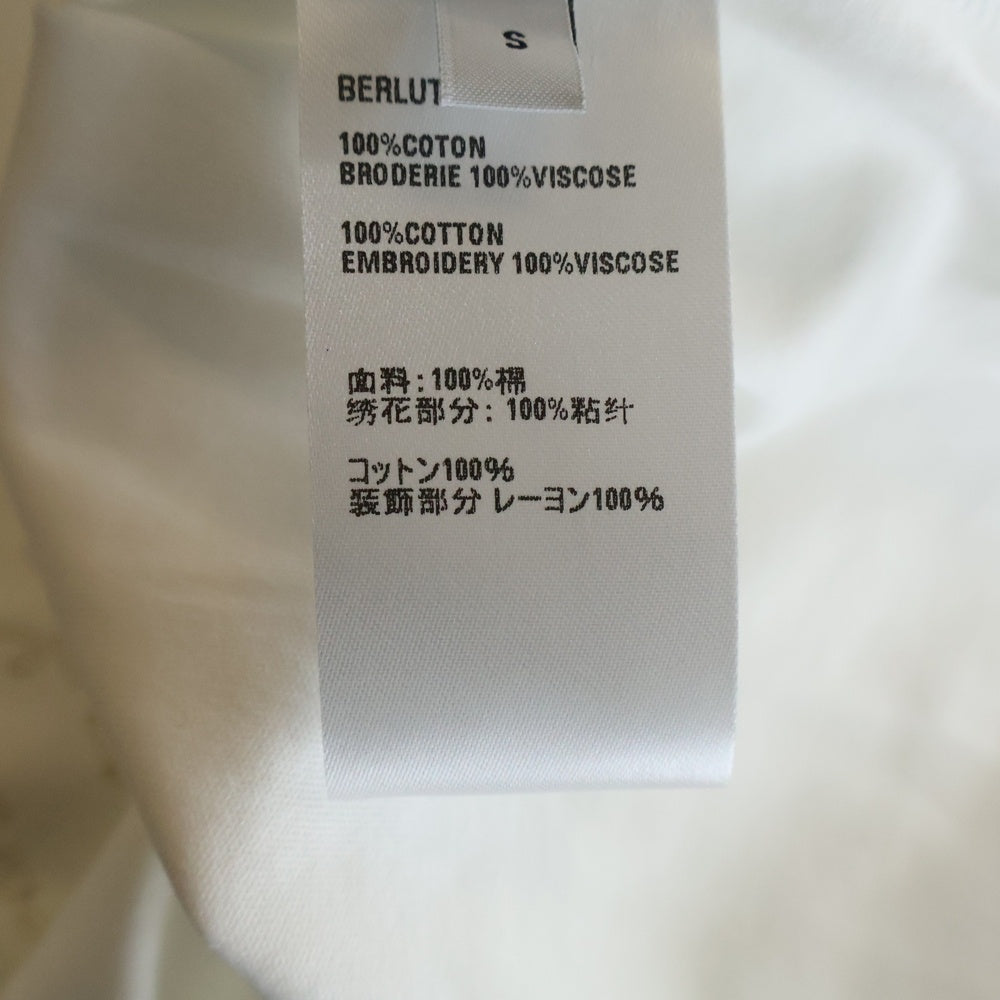 S
BERLUT
100%COTON
BRODERIE 100%VISCOSE
100%COTTON
EMBROIDERY 100%VISCOSE
面料:100%棉
绣花部分:100%粘针
コットン100%
装飾部分 レーヨン100%